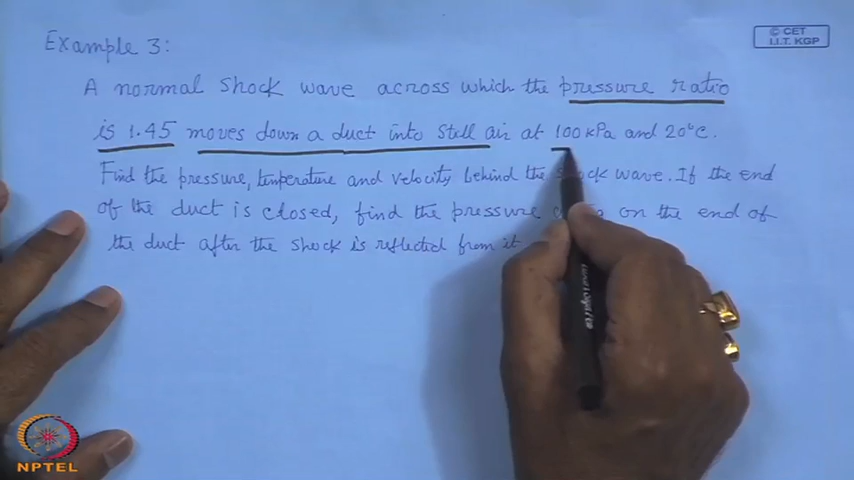 Example 3:
© CET
I.I.T. KGP
A normal shock wave across which the pressure ratio
is 1.45 moves down a duct into still air at 100 kPa and 20°C.
Find the pressure, temperature and velocity behind the shock wave. If the end
of the duct is closed, find the pressure on the end of
the duct after the shock is reflected from it
NPTEL